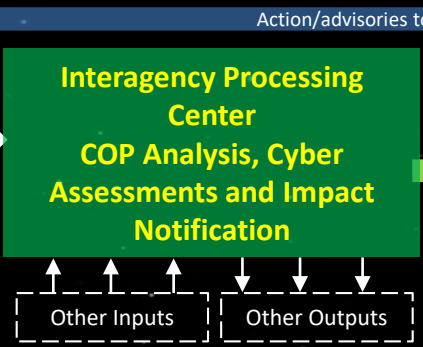 Action/advisories to
Interagency Processing
Center
COP Analysis, Cyber
Assessments and Impact
Notification
Other Inputs
Other Outputs